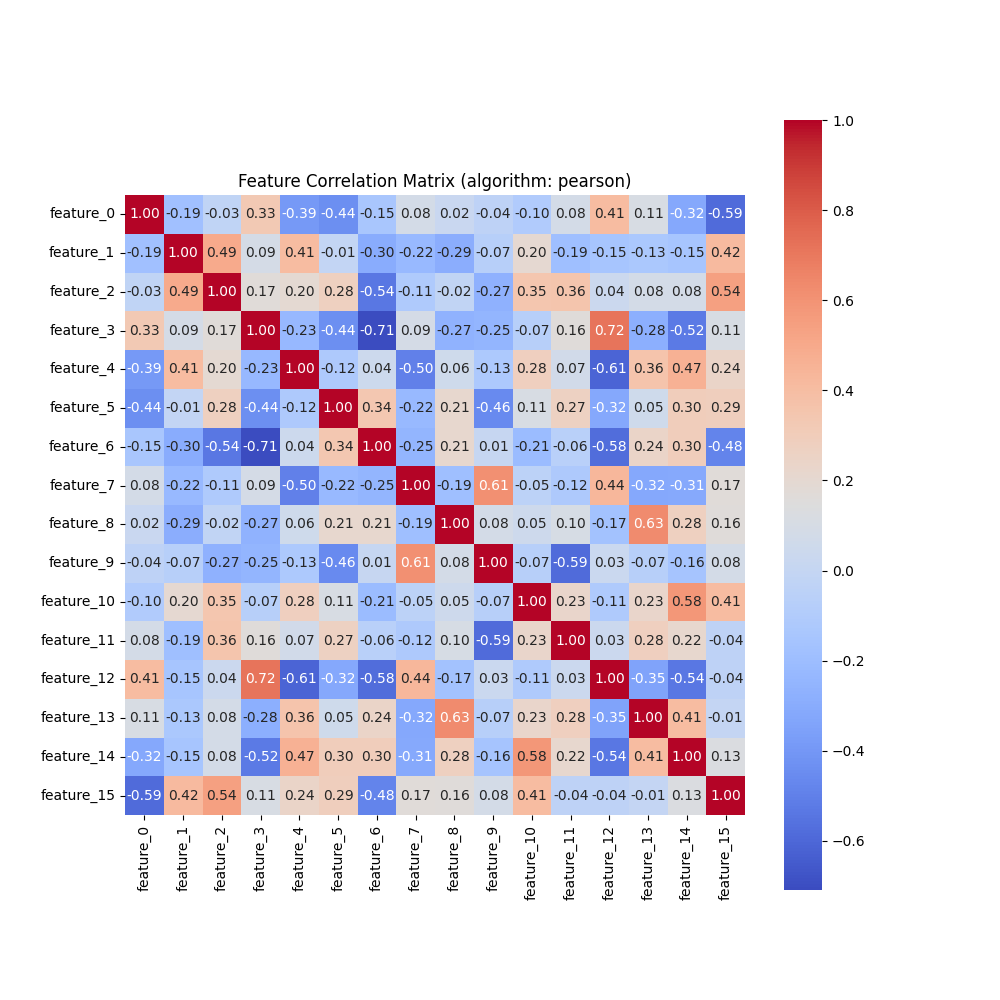 Feature Correlation Matrix (algorithm: pearson)
feature_0 1.00 -0.19 -0.03 0.33 -0.39 -0.44 -0.15 0.08 0.02 -0.04 -0.10 0.08 0.41 0.11 -0.32 -0.59
feature_1 -0.19 1.00 0.49 0.09 0.41 -0.01 -0.30 -0.22 -0.29 -0.07 0.20 -0.19 -0.15 -0.13 -0.15 0.42
feature_2 -0.03 0.49 1.00 0.17 0.20 0.28 -0.54 -0.11 -0.02 -0.27 0.35 0.36 0.04 0.08 0.08 0.54
feature_3 0.33 0.09 0.17 1.00 -0.23 -0.44 -0.71 0.09 -0.27 -0.25 -0.07 0.16 0.72 -0.28 -0.52 0.11
feature_4 -0.39 0.41 0.20 -0.23 1.00 -0.12 0.04 -0.50 0.06 -0.13 0.28 0.07 -0.61 0.36 0.47 0.24
feature_5 -0.44 -0.01 0.28 -0.44 -0.12 1.00 0.34 -0.22 0.21 -0.46 0.11 0.27 -0.32 0.05 0.30 0.29
feature_6 -0.15 -0.30 -0.54 -0.71 0.04 0.34 1.00 -0.25 0.21 0.01 -0.21 -0.06 -0.58 0.24 0.30 -0.48
feature_7 0.08 -0.22 -0.11 0.09 -0.50 -0.22 -0.25 1.00 -0.19 0.61 -0.05 -0.12 0.44 -0.32 -0.31 0.17
feature_8 0.02 -0.29 -0.02 -0.27 0.06 0.21 0.21 -0.19 1.00 0.08 0.05 0.10 -0.17 0.63 0.28 0.16
feature_9 -0.04 -0.07 -0.27 -0.25 -0.13 -0.46 0.01 0.61 0.08 1.00 -0.07 -0.59 0.03 -0.07 -0.16 0.08
feature_10 -0.10 0.20 0.35 -0.07 0.28 0.11 -0.21 -0.05 0.05 -0.07 1.00 0.23 -0.11 0.23 0.58 0.41
feature_11 0.08 -0.19 0.36 0.16 0.07 0.27 -0.06 -0.12 0.10 -0.59 0.23 1.00 0.03 0.28 0.22 -0.04
feature_12 0.41 -0.15 0.04 0.72 -0.61 -0.32 -0.58 0.44 -0.17 0.03 -0.11 0.03 1.00 -0.35 -0.54 -0.04
feature_13 0.11 -0.13 0.08 -0.28 0.36 0.05 0.24 -0.32 0.63 -0.07 0.23 0.28 -0.35 1.00 0.41 -0.01
feature_14 -0.32 -0.15 0.08 -0.52 0.47 0.30 0.30 -0.31 0.28 -0.16 0.58 0.22 -0.54 0.41 1.00 0.13
feature_15 -0.59 0.42 0.54 0.11 0.24 0.29 -0.48 0.17 0.16 0.08 0.41 -0.04 -0.04 -0.01 0.13 1.00
feature_0 feature_1 feature_2 feature_3 feature_4 feature_5 feature_6 feature_7 feature_8 feature_9 feature_10 feature_11 feature_12 feature_13 feature_14 feature_15
1.0
0.8
0.6
0.4
0.2
0.0
−0.2
−0.4
−0.6